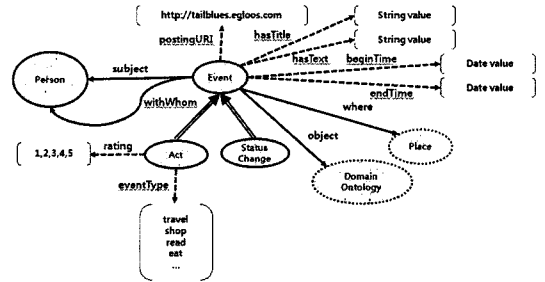 http://tailblues.egloos.com
String value
postingURI
hasTitle
String value
hasText
beginTime
Date value
Person
subject
Event
endTime
Date value
withWhom
where
1,2,3,4,5
rating
Act
Status
Change
object
Place
eventType
Domain
Ontology
travel
shop
read
eat
...